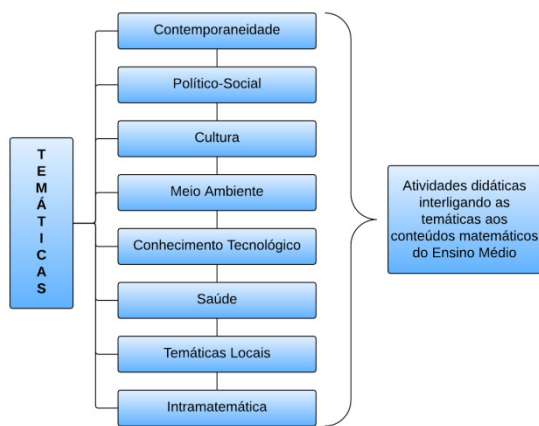 TEMÁTICAS
Contemporaneidade
Político-Social
Cultura
Meio Ambiente
Conhecimento Tecnológico
Saúde
Temáticas Locais
Intramatemática
Atividades didáticas
interligando as
temáticas aos
conteúdos matemáticos
do Ensino Médio